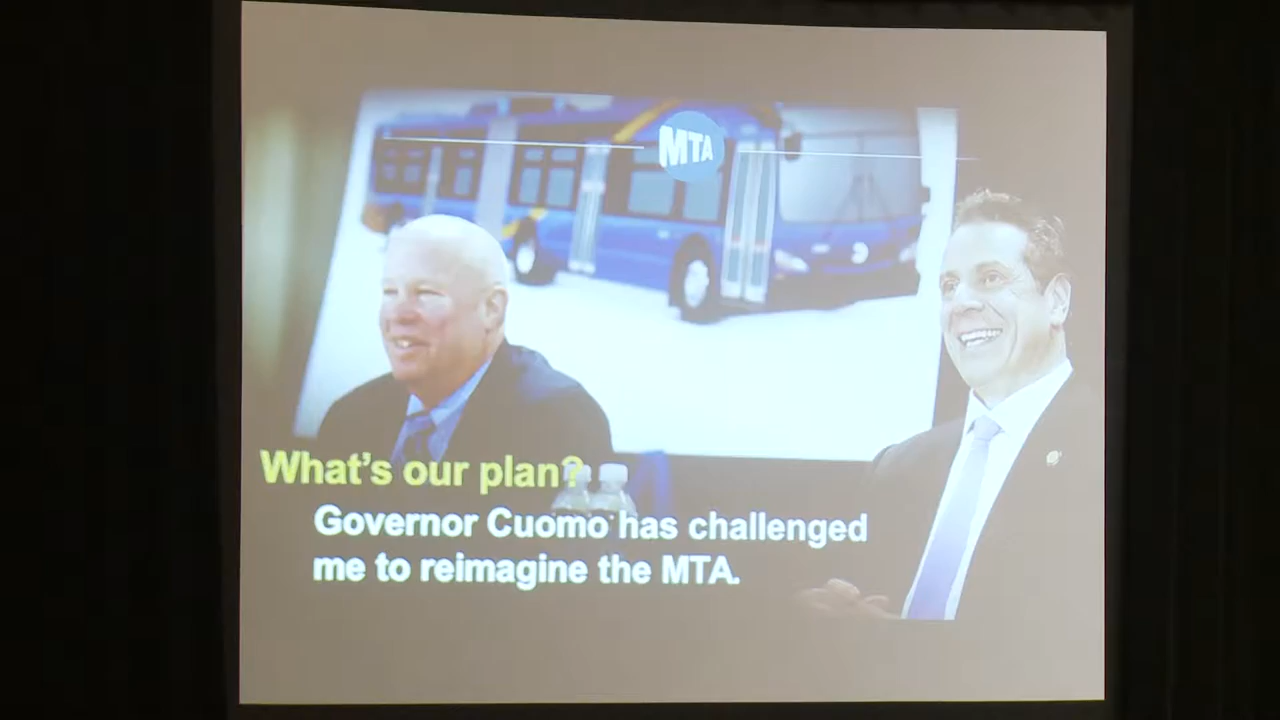 MTA
What's our plan?
Governor Cuomo has challenged
me to reimagine the MTA.